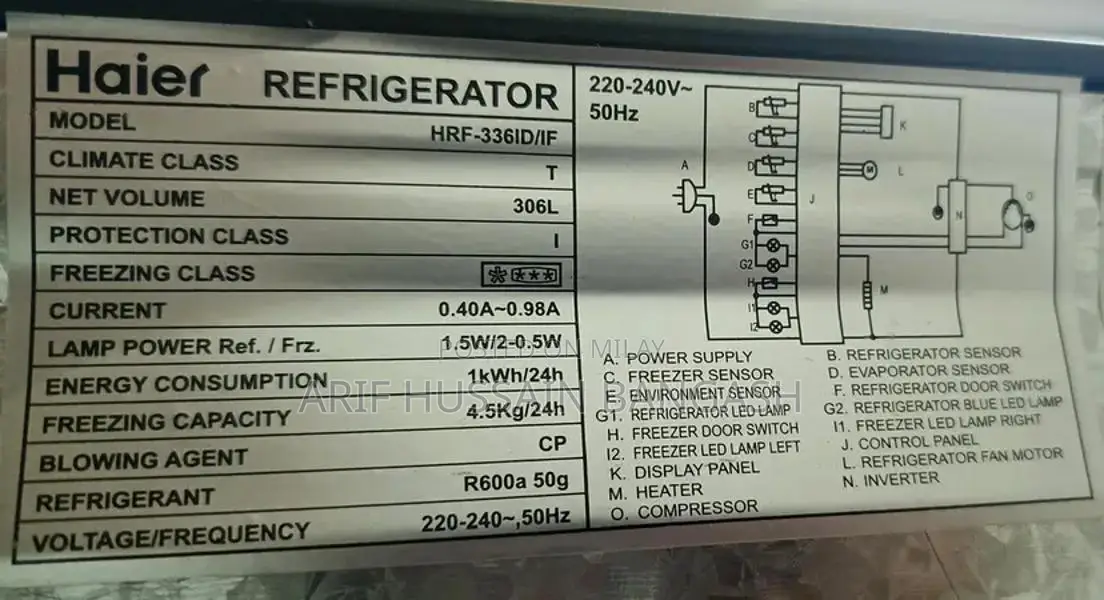 Haier REFRIGERATOR
MODEL HRF-336ID/IF
CLIMATE CLASS T
NET VOLUME 306L
PROTECTION CLASS I
FREEZING CLASS
CURRENT 0.40A~0.98A
LAMP POWER Ref. / Frz. 1.5W/2-0.5W
ENERGY CONSUMPTION 1kWh/24h
FREEZING CAPACITY 4.5Kg/24h
BLOWING AGENT CP
REFRIGERANT R600a 50g
VOLTAGE/FREQUENCY 220-240~,50Hz
220-240V~
50Hz
A
B
C
D
E
F
G1
G2
H
I1
I2
J
K
M L
N
O
M
A. POWER SUPPLY B. REFRIGERATOR SENSOR
C. FREEZER SENSOR D. EVAPORATOR SENSOR
E. ENVIRONMENT SENSOR F. REFRIGERATOR DOOR SWITCH
G1. REFRIGERATOR LED LAMP G2. REFRIGERATOR BLUE LED LAMP
H. FREEZER DOOR SWITCH I1. FREEZER LED LAMP RIGHT
I2. FREEZER LED LAMP LEFT J. CONTROL PANEL
K. DISPLAY PANEL L. REFRIGERATOR FAN MOTOR
M. HEATER N. INVERTER
O. COMPRESSOR
POSTED ON MILAY
ARIF HUSSAIN BANGASH